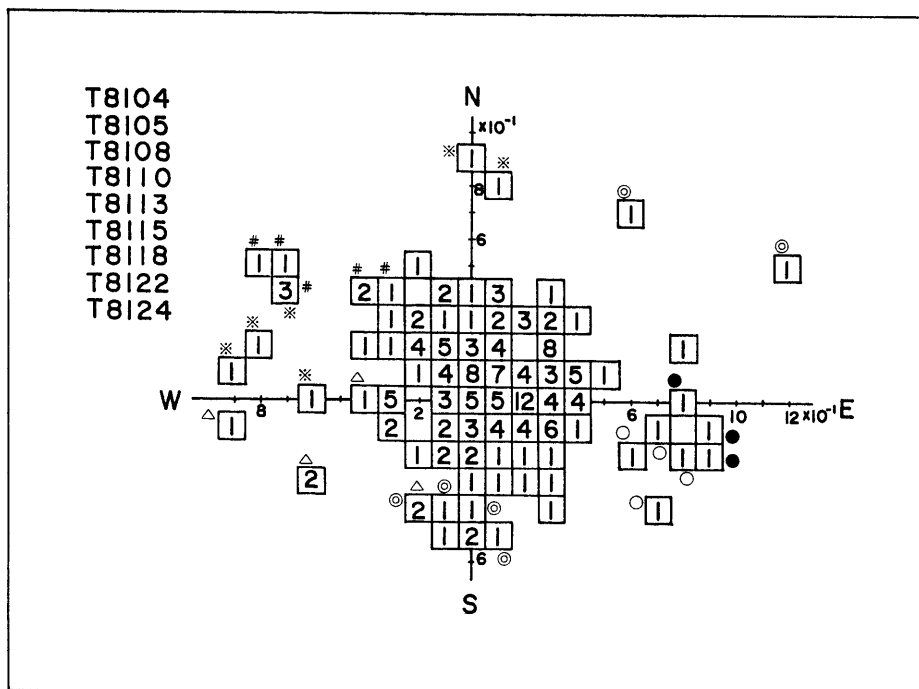 T8104
T8105
T8108
T8110
T8113
T8115
T8118
T8122
T8124
N
×10⁻¹
※ 1 ※
8 1 ◎
1
6
# # ◎
1 1 1 # # 1
3 # 2 1 2 1 3 1
※ ※ 1 2 1 1 2 3 2 1
※ 1 1 1 4 5 3 4 8 1
1 ※ △ 1 4 8 7 4 3 5 1 ●
W 8 1 1 5 2 3 5 5 12 4 4 6 1 10 12 ×10⁻¹ E
△ 1 2 2 3 4 4 6 1 ○ 1 1 ●
△ 1 2 2 1 1 1 1 ○ 1 1 ●
2 △ ◎ 1 1 1 1 ○
◎ 2 1 1 ◎ 1 ○ 1
1 2 1
6 ◎
S